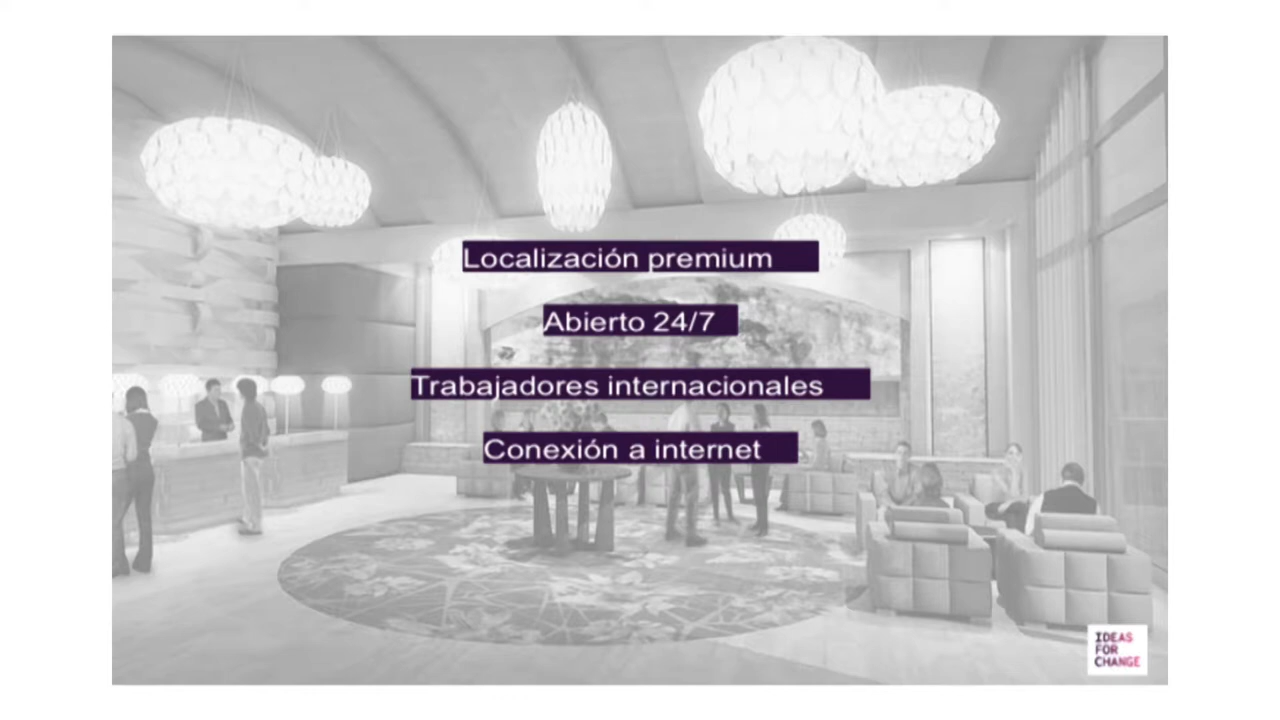 Localización premium
Abierto 24/7
Trabajadores internacionales
Conexión a internet
IDEAS
FOR
CHANGE